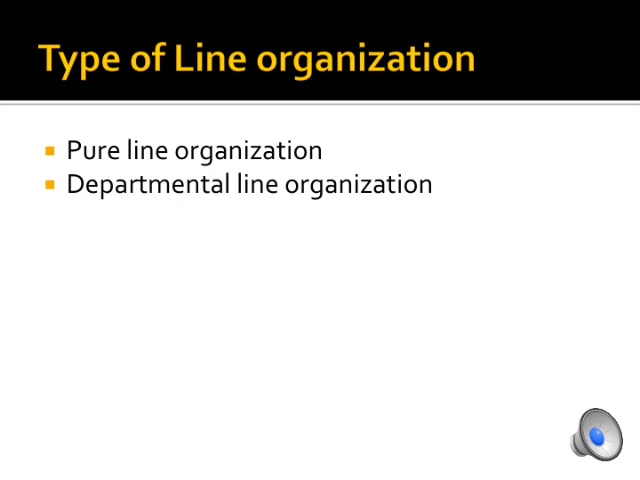 Type of Line organization
Pure line organization
Departmental line organization